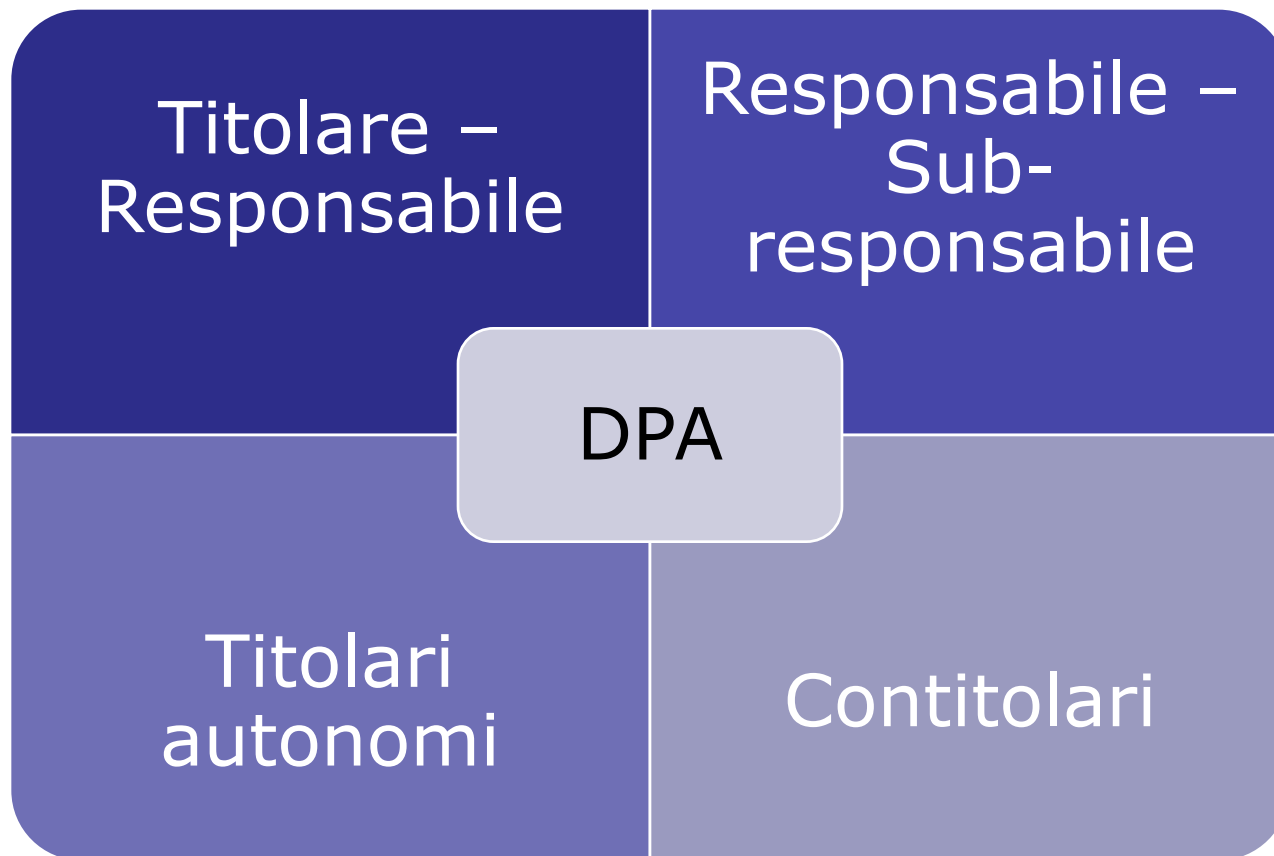 Titolare –
Responsabile
Responsabile –
Sub-
responsabile
DPA
Titolari
autonomi
Contitolari